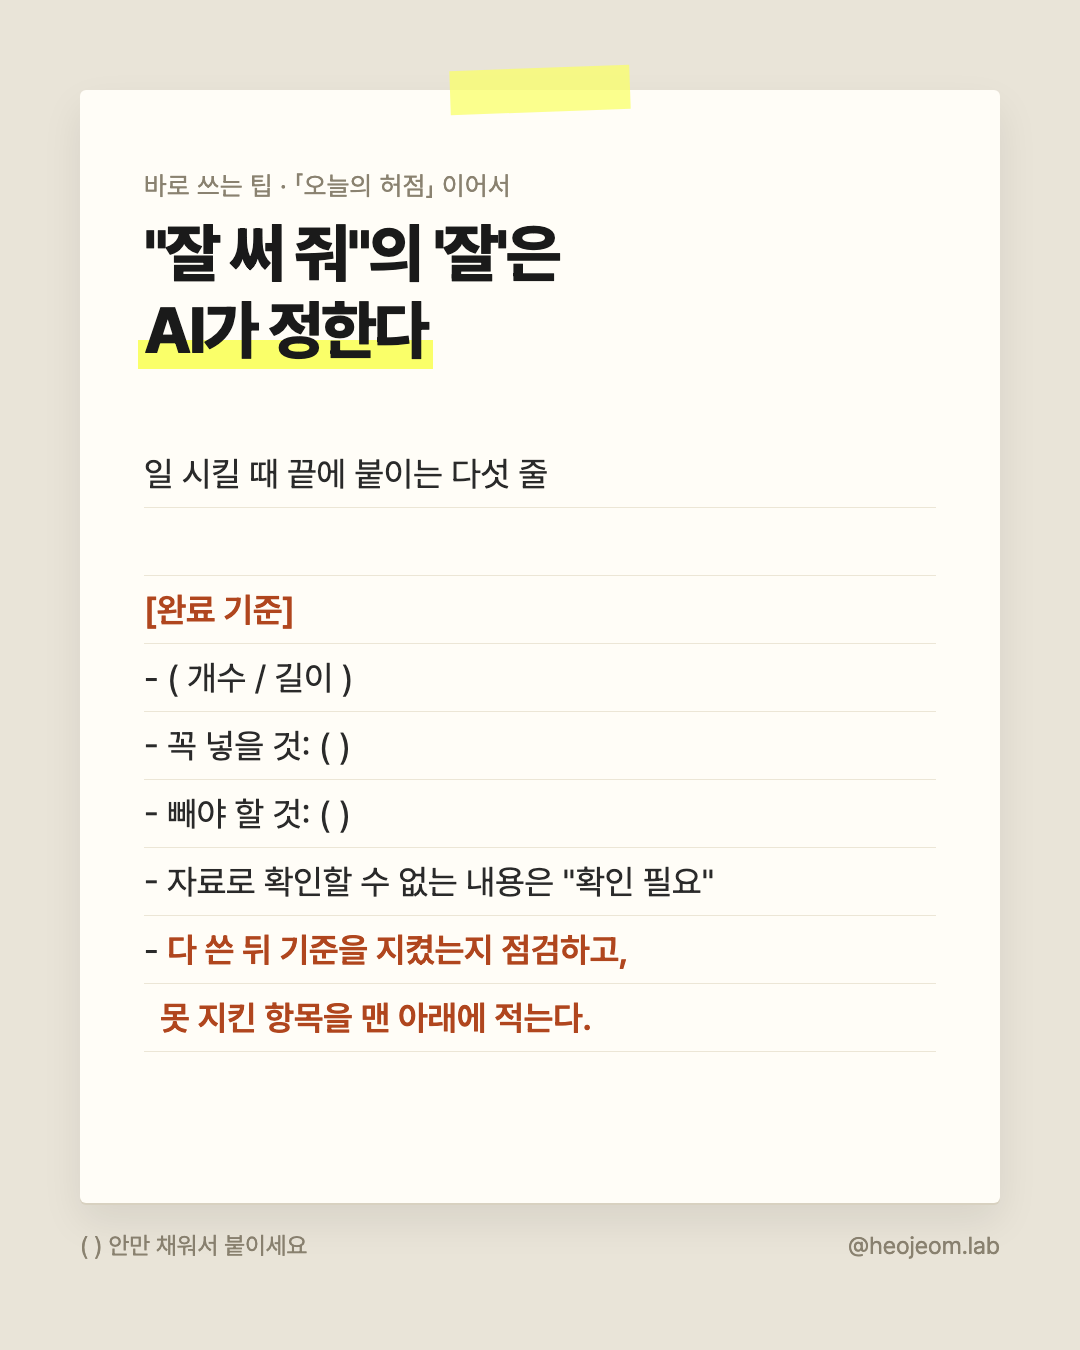 바로 쓰는 팁 · 「오늘의 허점」 이어서
"잘 써 줘"의 '잘'은
AI가 정한다
일 시킬 때 끝에 붙이는 다섯 줄
[완료 기준]
- ( 개수 / 길이 )
- 꼭 넣을 것: ( )
- 빼야 할 것: ( )
- 자료로 확인할 수 없는 내용은 "확인 필요"
- 다 쓴 뒤 기준을 지켰는지 점검하고,
못 지킨 항목을 맨 아래에 적는다.
( ) 안만 채워서 붙이세요
@heojeom.lab